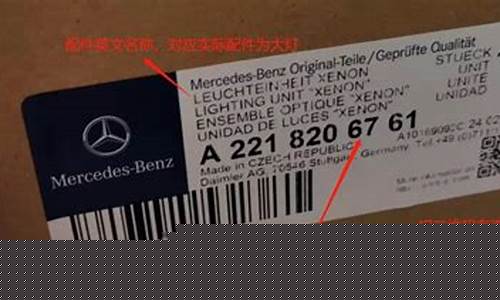 配件英文名称，对应实际配件为大灯
Mercedes-Benz Original-Teile/Geprüfte Qualität
LEUCHTEINHEIT XENON
STUECK
LIGHTING UNIT "XENON"
UNIT
ENSEMBLE OPTIQUE "XENON"
UNITE
UNIDAD DE LUCES "XENON"
UNIDAD
A 221 820 67 61
Made in CZECH REPUBLIC
Daimler AG, 70546 Stuttgart, Germany, Tel.+49
Mercedes-Benz